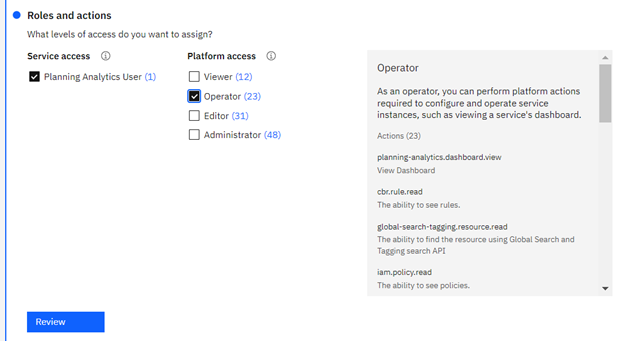 Roles and actions
What levels of access do you want to assign?
Service access
Planning Analytics User (1)
Platform access
Viewer (12)
Operator (23)
Editor (31)
Administrator (48)
Operator
As an operator, you can perform platform actions
required to configure and operate service
instances, such as viewing a service's dashboard.
Actions (23)
planning-analytics.dashboard.view
View Dashboard
cbr.rule.read
The ability to see rules.
global-search-tagging.resource.read
The ability to find the resource using Global Search and
Tagging search API
iam.policy.read
The ability to see policies.
Review